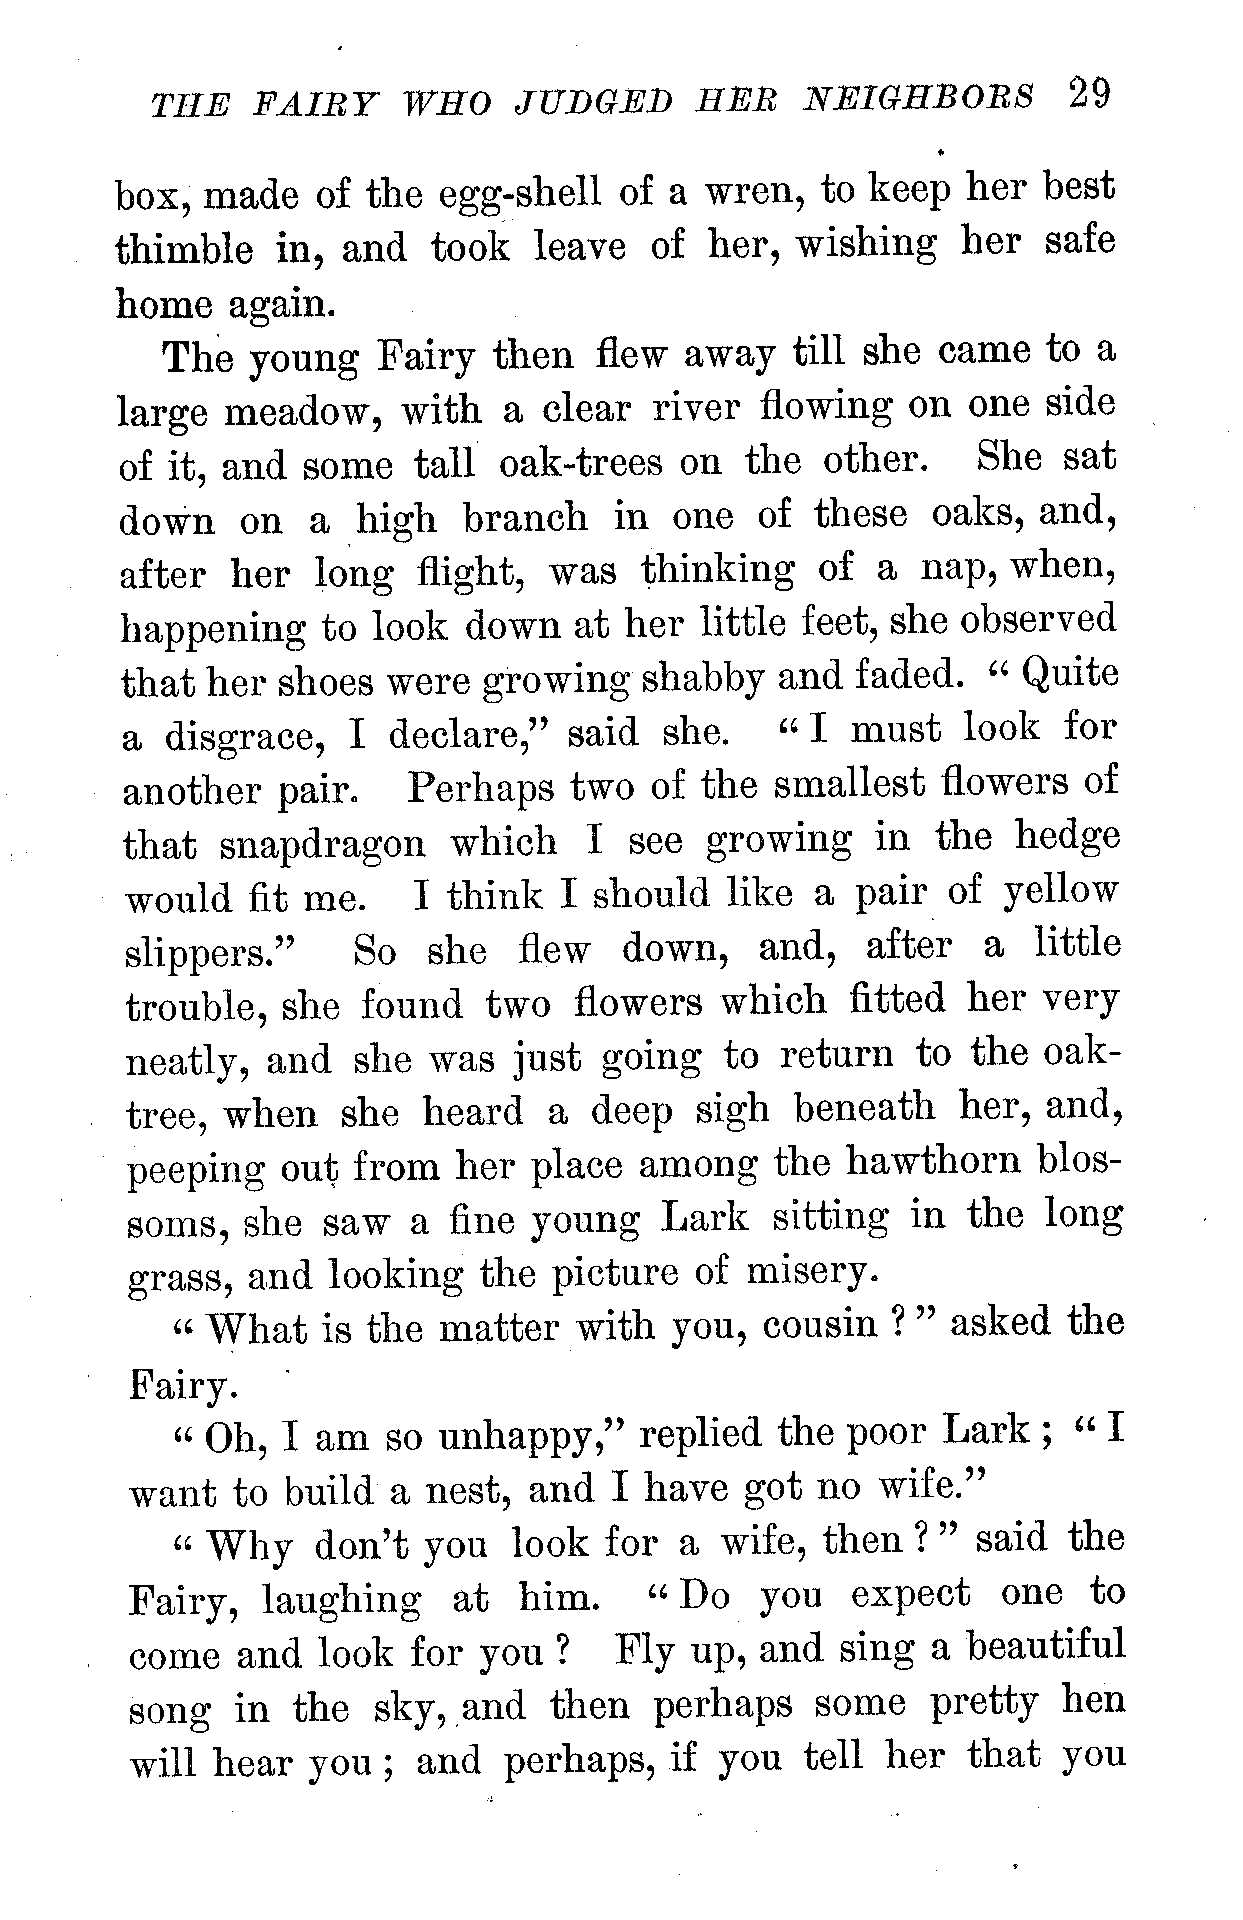 THE FAIRY WHO JUDGED HER NEIGHBORS 29
box, made of the egg-shell of a wren, to keep her best
thimble in, and took leave of her, wishing her safe
home again.
The young Fairy then flew away till she came to a
large meadow, with a clear river flowing on one side
of it, and some tall oak-trees on the other. She sat
down on a high branch in one of these oaks, and,
after her long flight, was thinking of a nap, when,
happening to look down at her little feet, she observed
that her shoes were growing shabby and faded. “ Quite
a disgrace, I declare,” said she. “ I must look for
another pair. Perhaps two of the smallest flowers of
that snapdragon which I see growing in the hedge
would fit me. I think I should like a pair of yellow
slippers.” So she flew down, and, after a little
trouble, she found two flowers which fitted her very
neatly, and she was just going to return to the oak-
tree, when she heard a deep sigh beneath her, and,
peeping out from her place among the hawthorn blos-
soms, she saw a fine young Lark sitting in the long
grass, and looking the picture of misery.
“ What is the matter with you, cousin ? ” asked the
Fairy.
“ Oh, I am so unhappy,” replied the poor Lark ; “ I
want to build a nest, and I have got no wife.”
“ Why don’t you look for a wife, then ? ” said the
Fairy, laughing at him. “ Do you expect one to
come and look for you ? Fly up, and sing a beautiful
song in the sky, and then perhaps some pretty hen
will hear you ; and perhaps, if you tell her that you